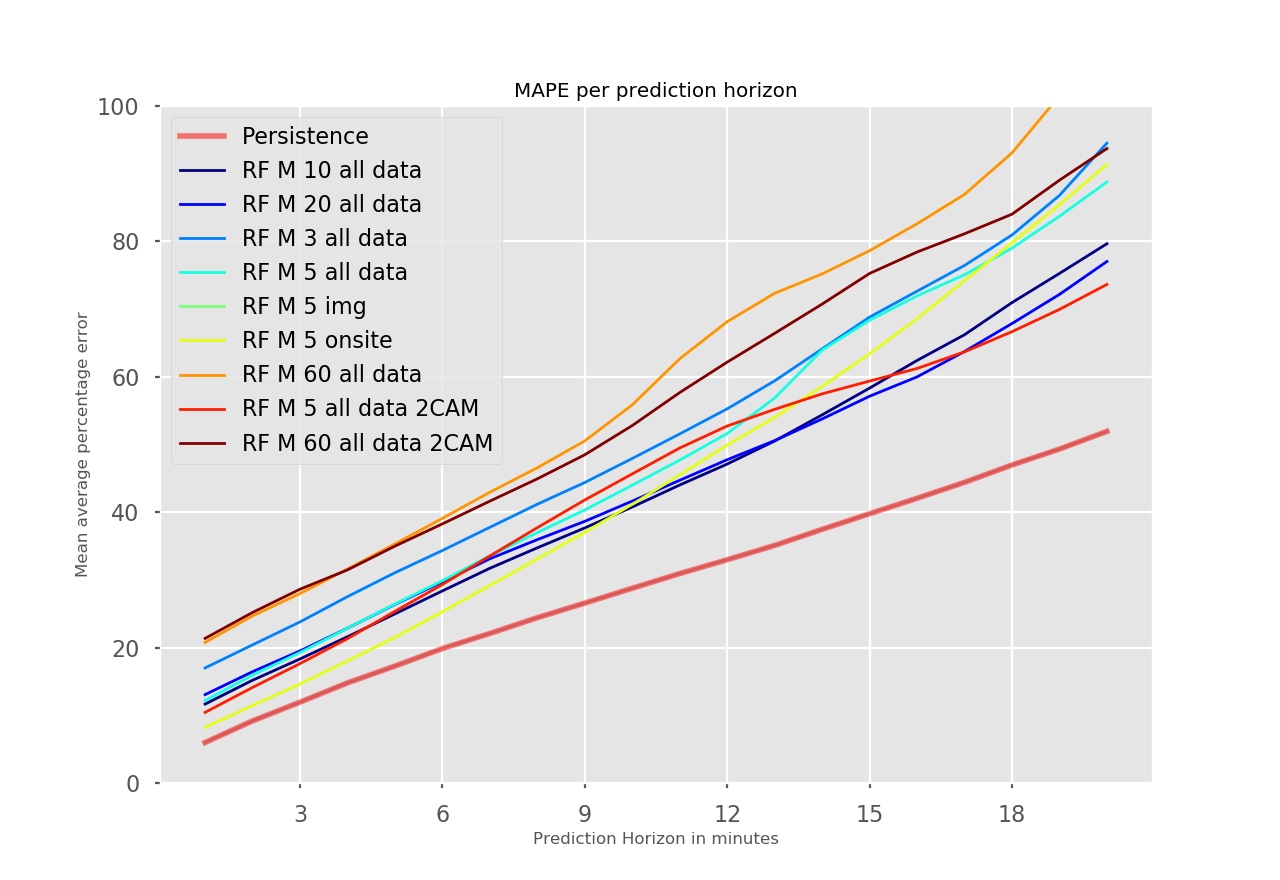 MAPE per prediction horizon
100
80
60
40
20
0
Mean average percentage error
Persistence
RF M 10 all data
RF M 20 all data
RF M 3 all data
RF M 5 all data
RF M 5 img
RF M 5 onsite
RF M 60 all data
RF M 5 all data 2CAM
RF M 60 all data 2CAM
3 6 9 12 15 18
Prediction Horizon in minutes